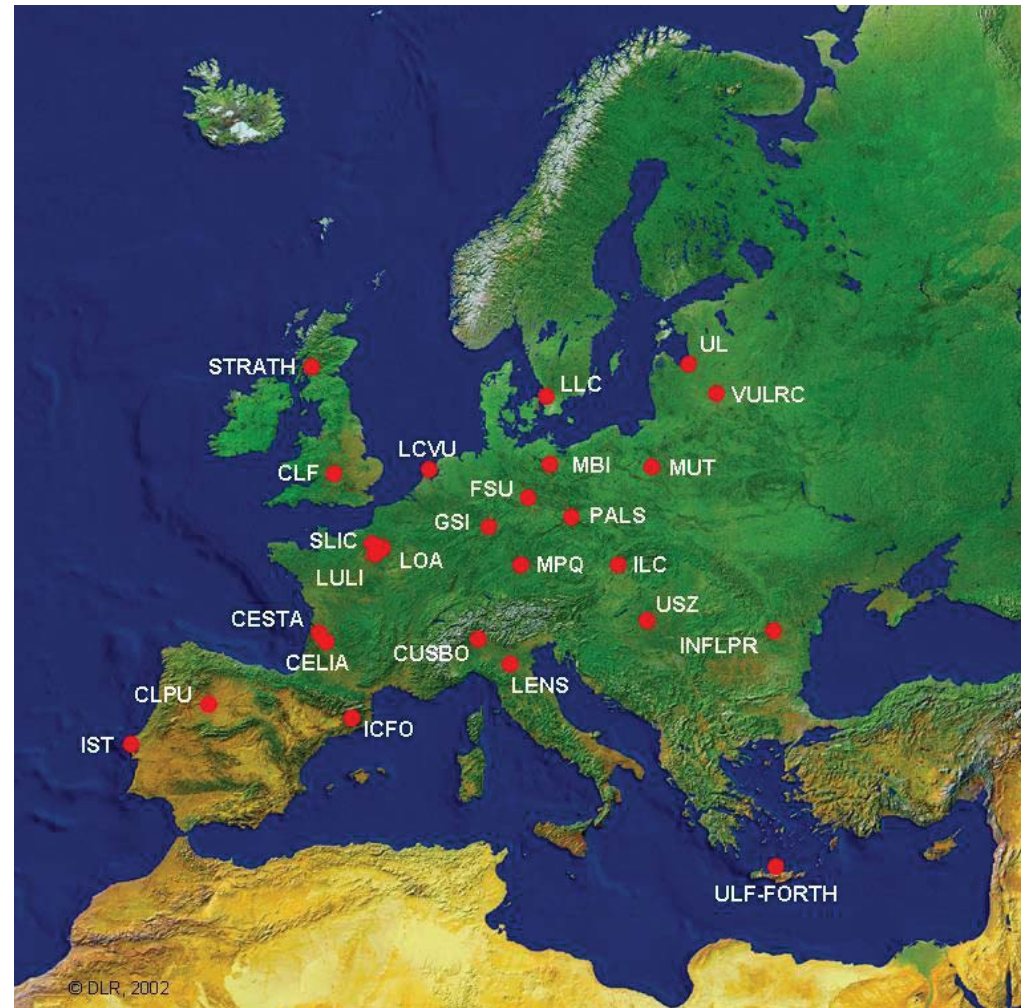 UL
STRATH
LLC
VULRC
LCVU
MBI
MUT
CLF
FSU
PALS
GSI
SLIC
LOA
MPQ
ILC
LULI
USZ
CESTA
INFLPR
CUSBO
CELIA
LENS
CLPU
ICFO
IST
ULF-FORTH
© DLR, 2002